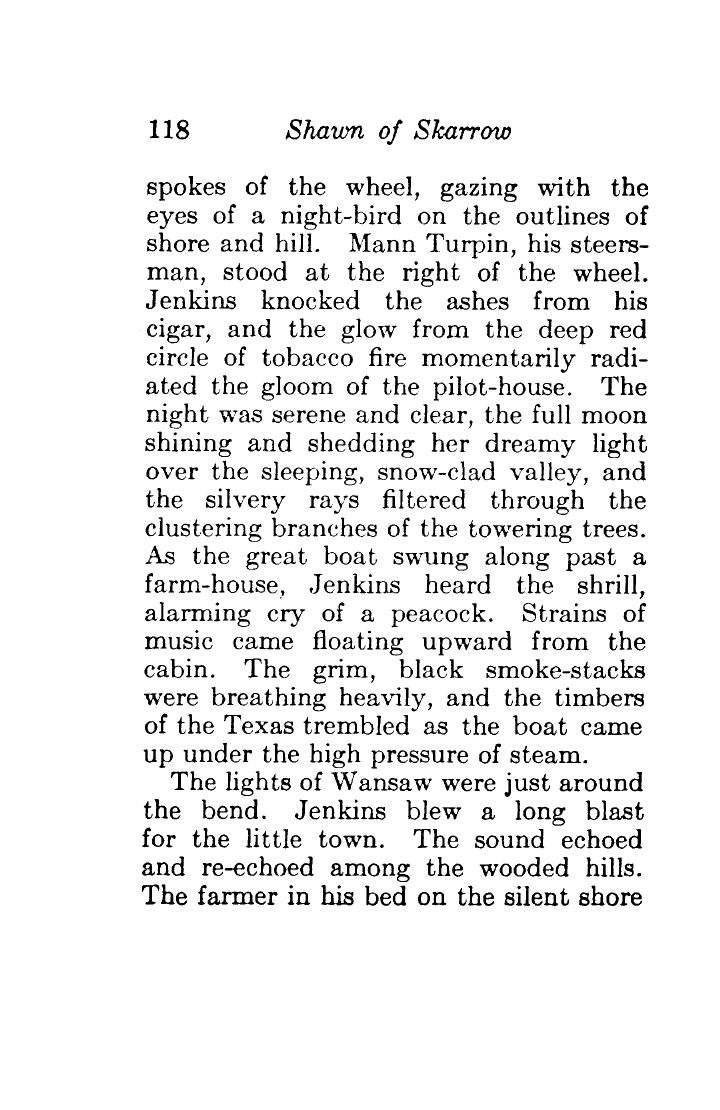 118 Shawn of Skarrow
spokes of the wheel, gazing with the
eyes of a night-bird on the outlines of
shore and hill. Mann Turpin, his steers-
man, stood at the right of the wheel.
Jenkins knocked the ashes from his
cigar, and the glow from the deep red
circle of tobacco fire momentarily radi-
ated the gloom of the pilot-house. The
night was serene and clear, the full moon
shining and shedding her dreamy light
over the sleeping, snow-clad valley, and
the silvery rays filtered through the
clustering branches of the towering trees.
As the great boat swung along past a
farm-house, Jenkins heard the shrill,
alarming cry of a peacock. Strains of
music came floating upward from the
cabin. The grim, black smoke-stacks
were breathing heavily, and the timbers
of the Texas trembled as the boat came
up under the high pressure of steam.
The lights of Wansaw were just around
the bend. Jenkins blew a long blast
for the little town. The sound echoed
and re-echoed among the wooded hills.
The farmer in his bed on the silent shore